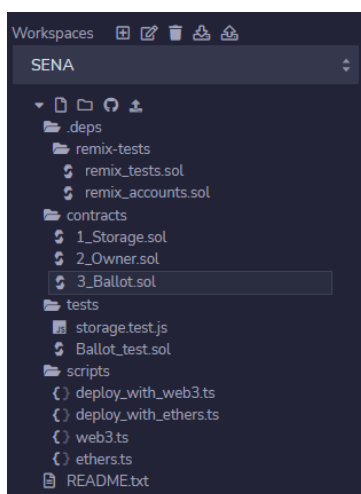 Workspaces
SENA
.deps
remix-tests
remix_tests.sol
remix_accounts.sol
contracts
1_Storage.sol
2_Owner.sol
3_Ballot.sol
tests
JS storage.test.js
Ballot_test.sol
scripts
{} deploy_with_web3.ts
{} deploy_with_ethers.ts
{} web3.ts
{} ethers.ts
README.txt